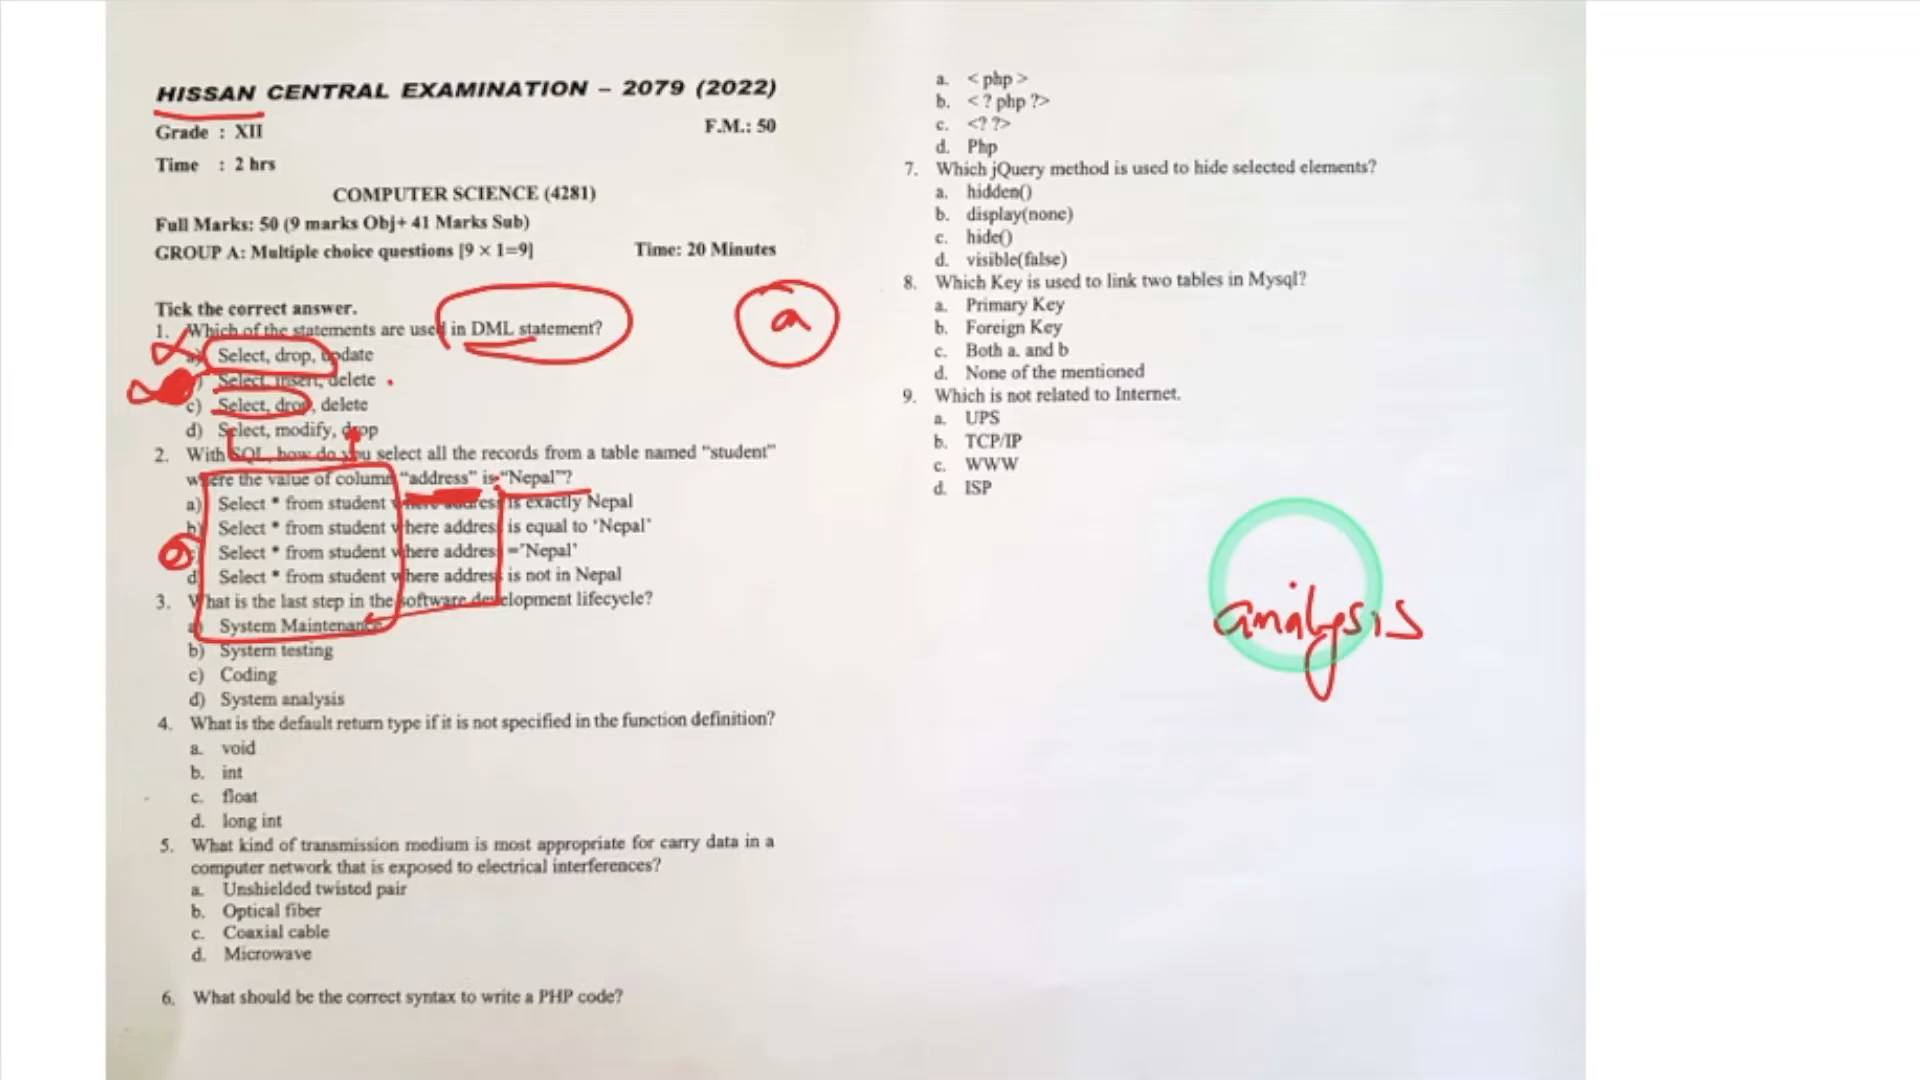 HISSAN CENTRAL EXAMINATION – 2079 (2022)
Grade : XII F.M.: 50
Time : 2 hrs
COMPUTER SCIENCE (4281)
Full Marks: 50 (9 marks Obj+ 41 Marks Sub)
GROUP A: Multiple choice questions [9 × 1=9] Time: 20 Minutes
Tick the correct answer.
1. Which of the statements are used in DML statement?
a) Select, drop, update
) Select, insert, delete
c) Select, drop, delete
d) Select, modify, drop
2. With SQL, how do you select all the records from a table named “student”
where the value of column “address” is “Nepal”?
a) Select * from student where address is exactly Nepal
b) Select * from student where address is equal to ‘Nepal’
Select * from student where address =’Nepal’
d) Select * from student where address is not in Nepal
3. What is the last step in the software development lifecycle?
a) System Maintenance
b) System testing
c) Coding
d) System analysis
4. What is the default return type if it is not specified in the function definition?
a. void
b. int
c. float
d. long int
5. What kind of transmission medium is most appropriate for carry data in a
computer network that is exposed to electrical interferences?
a. Unshielded twisted pair
b. Optical fiber
c. Coaxial cable
d. Microwave
6. What should be the correct syntax to write a PHP code?
a
a. < php >
b. < ? php ?>
c. <? ?>
d. Php
7. Which jQuery method is used to hide selected elements?
a. hidden()
b. display(none)
c. hide()
d. visible(false)
8. Which Key is used to link two tables in Mysql?
a. Primary Key
b. Foreign Key
c. Both a. and b
d. None of the mentioned
9. Which is not related to Internet.
a. UPS
b. TCP/IP
c. WWW
d. ISP
analysis